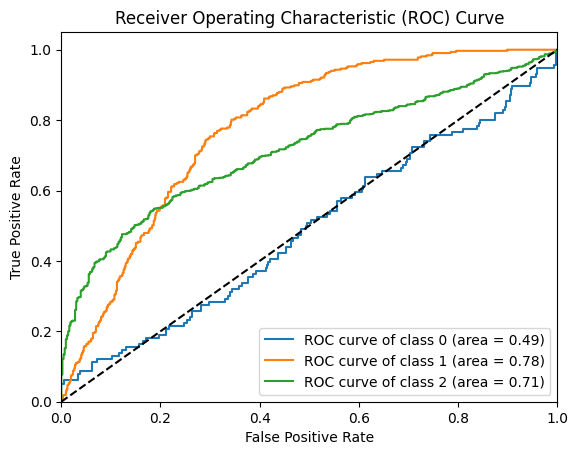 Receiver Operating Characteristic (ROC) Curve
1.0
0.8
0.6
0.4
0.2
0.0
True Positive Rate
ROC curve of class 0 (area = 0.49)
ROC curve of class 1 (area = 0.78)
ROC curve of class 2 (area = 0.71)
0.0 0.2 0.4 0.6 0.8 1.0
False Positive Rate